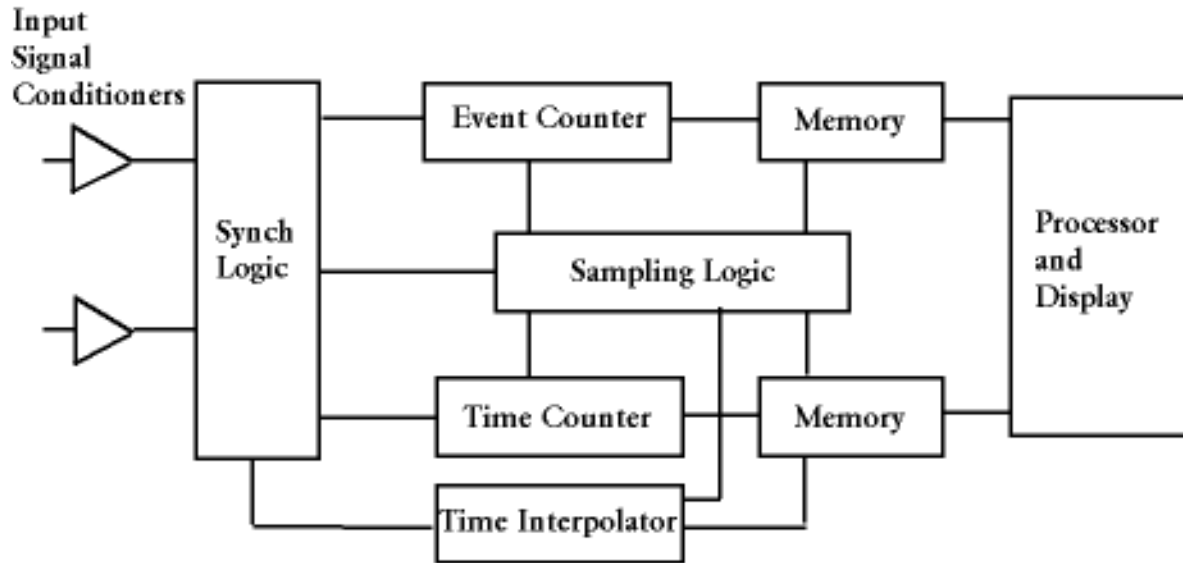 Input
Signal
Conditioners
Event Counter
Memory
Synch
Logic
Sampling Logic
Processor
and
Display
Time Counter
Memory
Time Interpolator